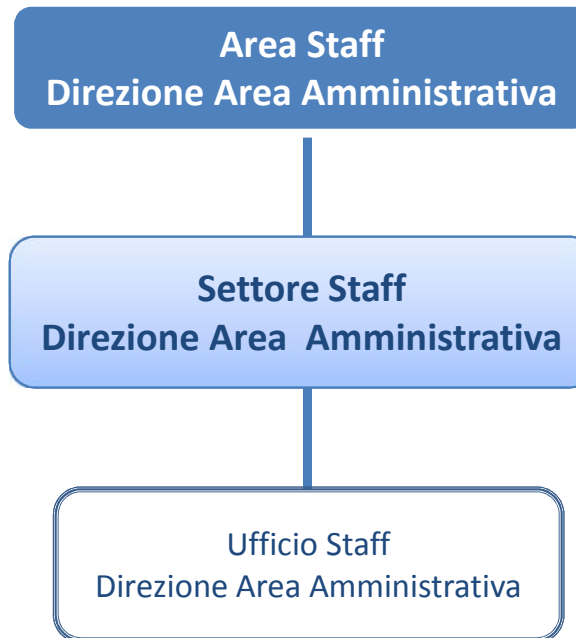 Area Staff
Direzione Area Amministrativa
Settore Staff
Direzione Area Amministrativa
Ufficio Staff
Direzione Area Amministrativa